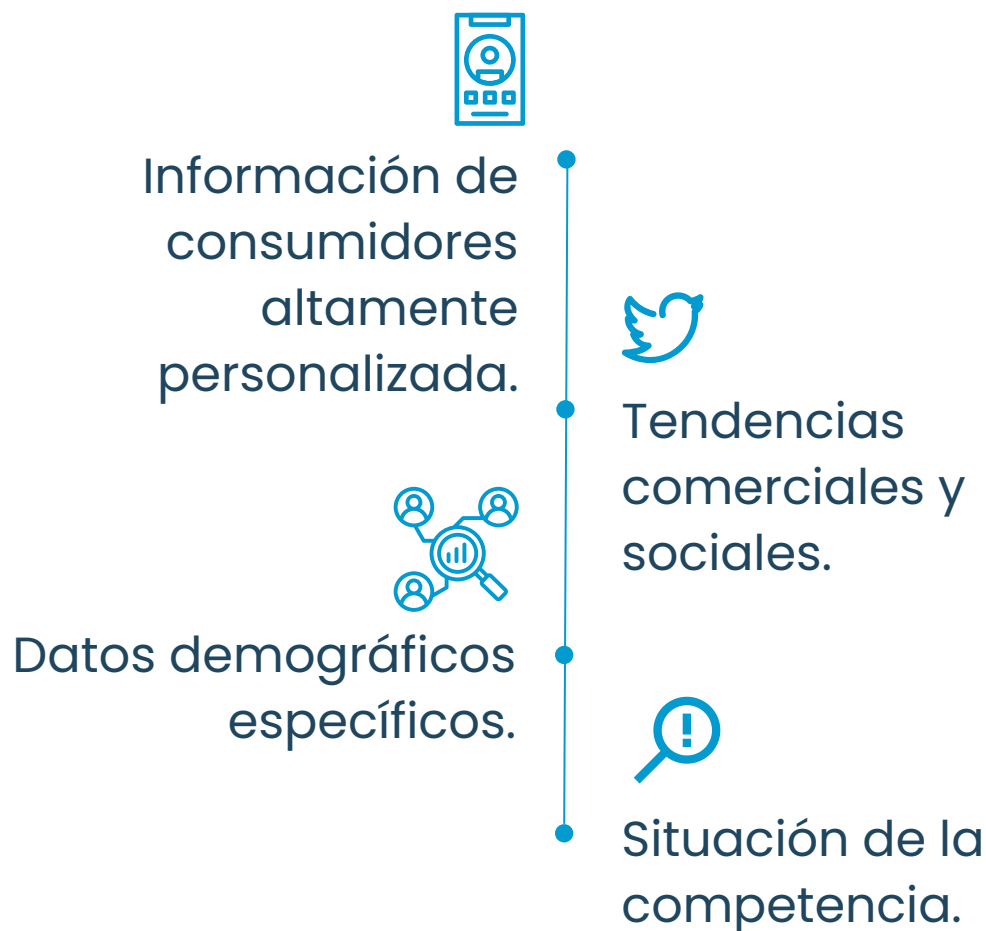 Información de
consumidores
altamente
personalizada.
Tendencias
comerciales y
sociales.
Datos demográficos
específicos.
Situación de la
competencia.